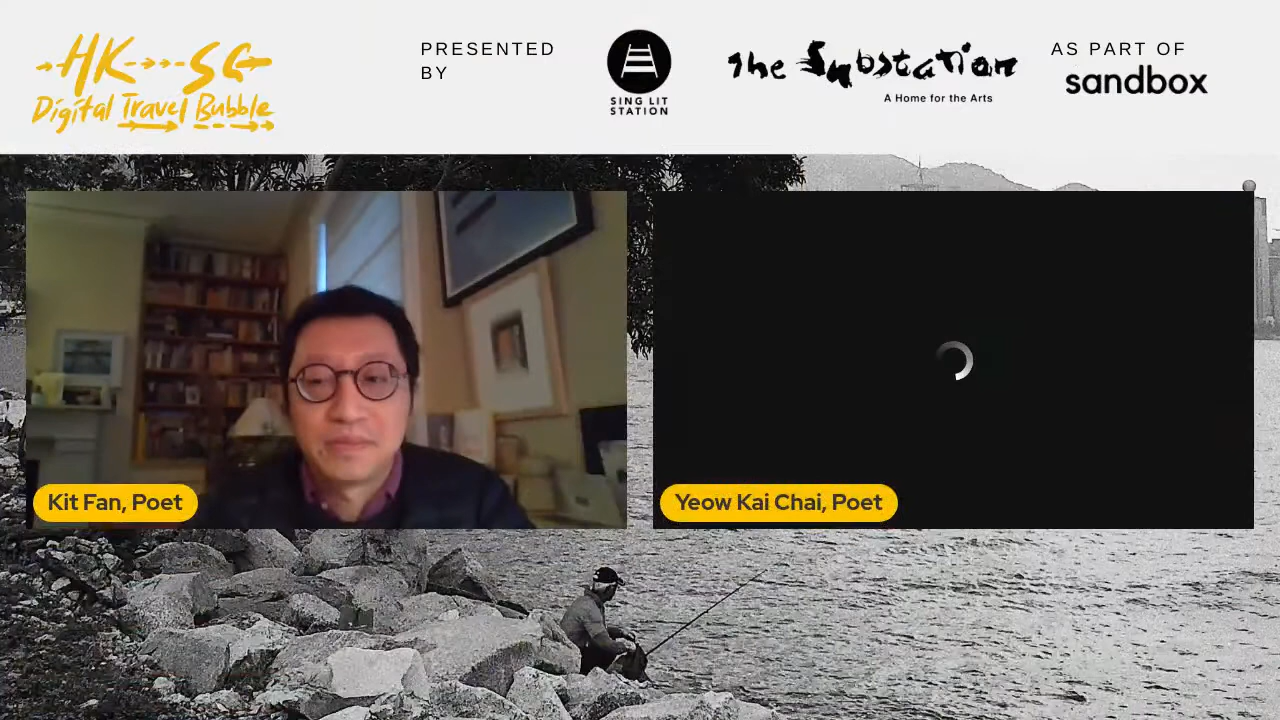 HK SG
Digital Travel Bubble
PRESENTED
BY
SING LIT
STATION
The Substation
A Home for the Arts
AS PART OF
sandbox
Kit Fan, Poet
Yeow Kai Chai, Poet